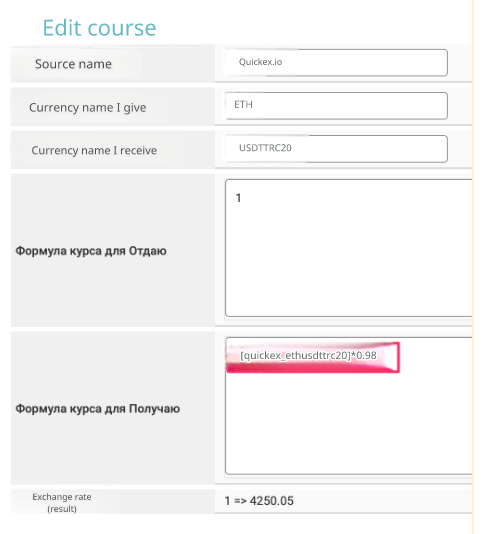 Edit course
Source name
Quickex.io
Currency name I give
ETH
Currency name I receive
USDTTRC20
Формула курса для Отдаю
1
Формула курса для Получаю
[quickex_ethusdttrc20]*0.98
Exchange rate
(result)
1 => 4250.05